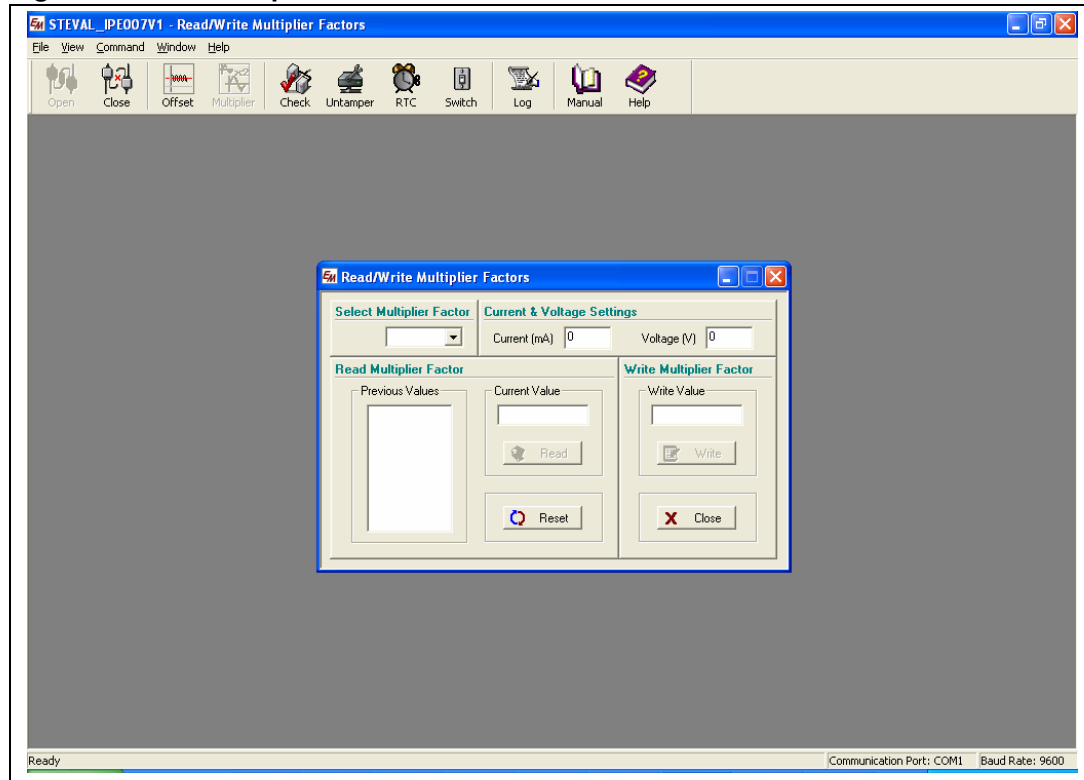 STEVAL_IPE007V1 - Read/Write Multiplier Factors
File View Command Window Help
Open Close Offset Multiplier Check Untamper RTC Switch Log Manual Help
Read/Write Multiplier Factors
Select Multiplier Factor Current & Voltage Settings
Current (mA) 0 Voltage (V) 0
Read Multiplier Factor Write Multiplier Factor
Previous Values Current Value Write Value
Read Write
Reset Close
Ready Communication Port: COM1 Baud Rate: 9600